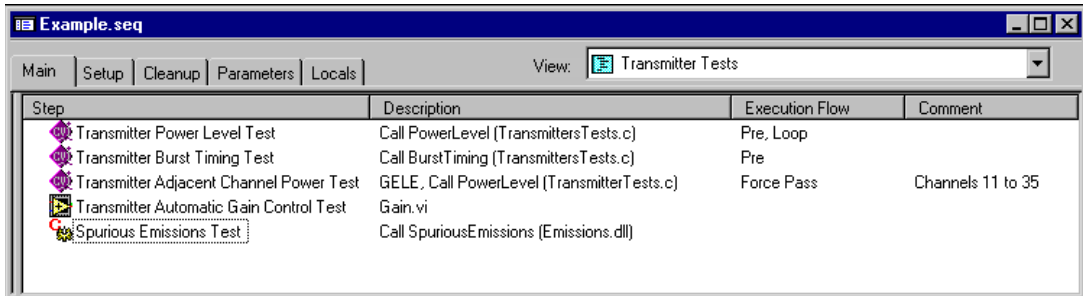 Example.seq
Main Setup Cleanup Parameters Locals View: Transmitter Tests
Step Description Execution Flow Comment
CVI Transmitter Power Level Test Call PowerLevel (TransmittersTests.c) Pre, Loop
CVI Transmitter Burst Timing Test Call BurstTiming (TransmittersTests.c) Pre
CVI Transmitter Adjacent Channel Power Test GELE, Call PowerLevel (TransmitterTests.c) Force Pass Channels 11 to 35
Transmitter Automatic Gain Control Test Gain.vi
C Spurious Emissions Test Call SpuriousEmissions (Emissions.dll)